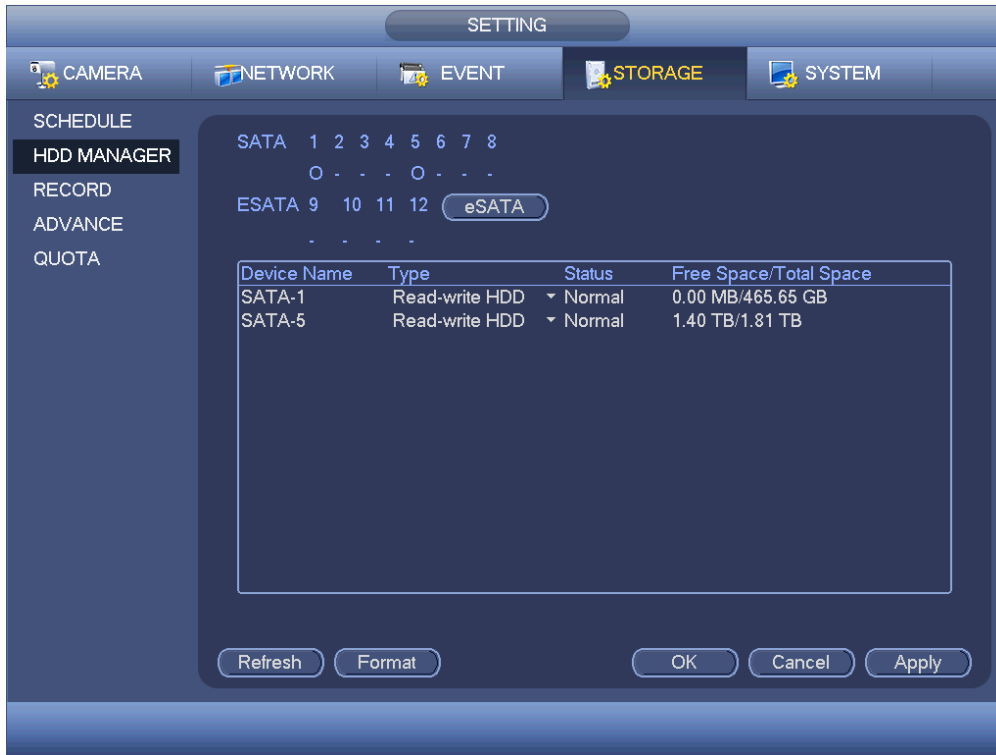 SETTING
CAMERA NETWORK EVENT STORAGE SYSTEM
SCHEDULE
HDD MANAGER
RECORD
ADVANCE
QUOTA
SATA 1 2 3 4 5 6 7 8
O - - - O - - -
ESATA 9 10 11 12 eSATA
- - - -
Device Name Type Status Free Space/Total Space
SATA-1 Read-write HDD Normal 0.00 MB/465.65 GB
SATA-5 Read-write HDD Normal 1.40 TB/1.81 TB
Refresh Format OK Cancel Apply